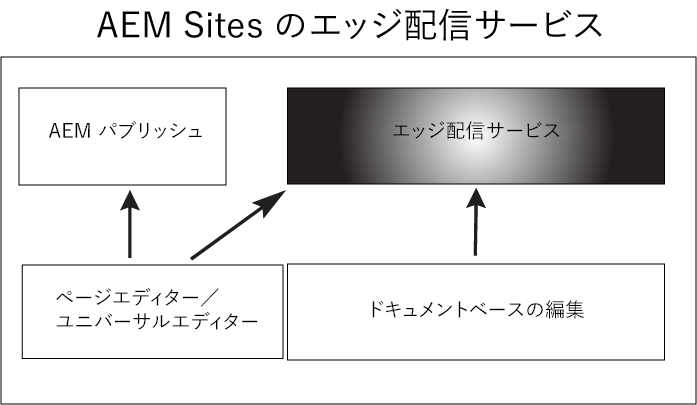 AEM Sites のエッジ配信サービス
AEM パブリッシュ
エッジ配信サービス
ページエディター／
ユニバーサルエディター
ドキュメントベースの編集